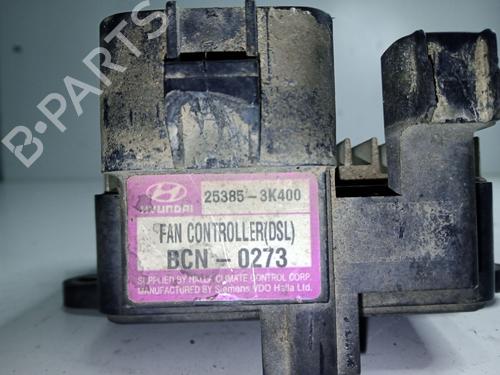 B-PARTS
HYUNDAI
25385-3K400
FAN CONTROLLER(DSL)
BCN-0273
SUPPLIED BY HALLA CLIMATE CONTROL CORP.
MANUFACTURED BY Siemens VDO Halla Ltd.